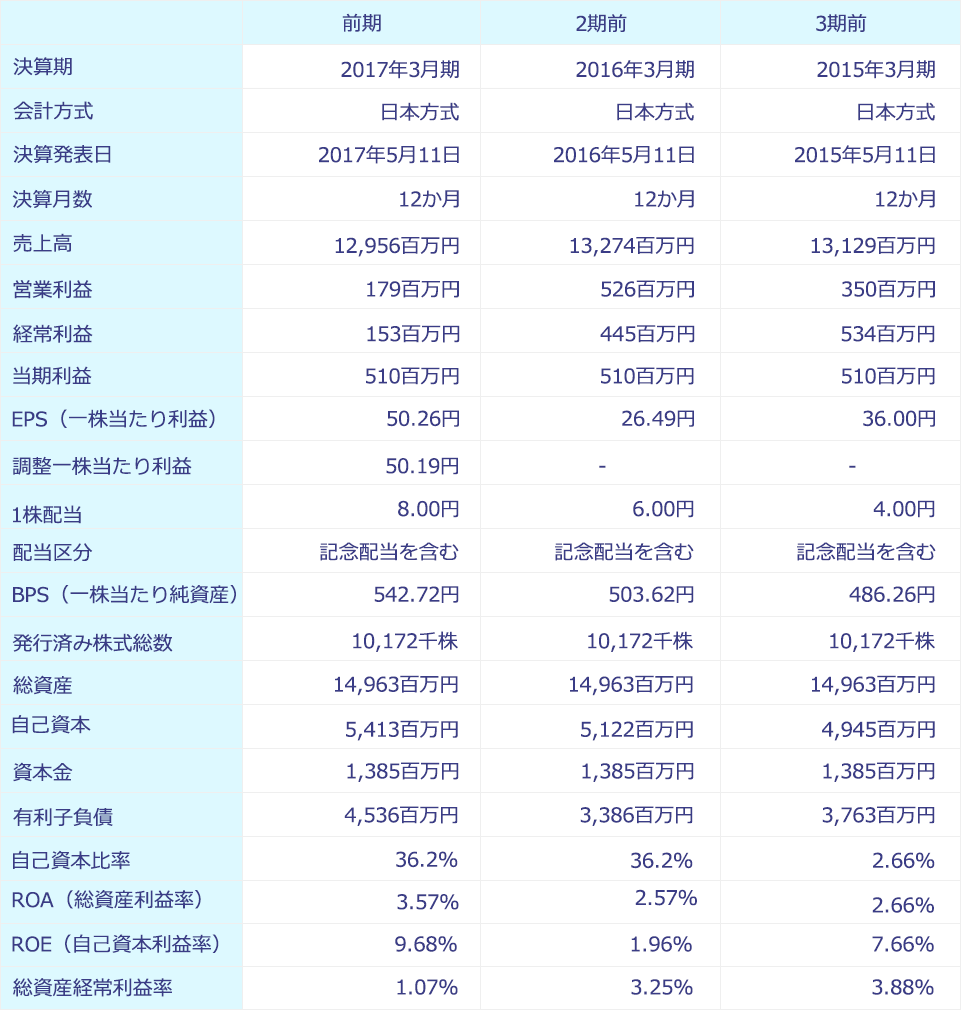 前期 2期前 3期前
決算期 2017年3月期 2016年3月期 2015年3月期
会計方式 日本方式 日本方式 日本方式
決算発表日 2017年5月11日 2016年5月11日 2015年5月11日
決算月数 12か月 12か月 12か月
売上高 12,956百万円 13,274百万円 13,129百万円
営業利益 179百万円 526百万円 350百万円
経常利益 153百万円 445百万円 534百万円
当期利益 510百万円 510百万円 510百万円
EPS（一株当たり利益） 50.26円 26.49円 36.00円
調整一株当たり利益 50.19円 - -
1株配当 8.00円 6.00円 4.00円
配当区分 記念配当を含む 記念配当を含む 記念配当を含む
BPS（一株当たり純資産） 542.72円 503.62円 486.26円
発行済み株式総数 10,172千株 10,172千株 10,172千株
総資産 14,963百万円 14,963百万円 14,963百万円
自己資本 5,413百万円 5,122百万円 4,945百万円
資本金 1,385百万円 1,385百万円 1,385百万円
有利子負債 4,536百万円 3,386百万円 3,763百万円
自己資本比率 36.2% 36.2% 2.66%
ROA（総資産利益率） 3.57% 2.57% 2.66%
ROE（自己資本利益率） 9.68% 1.96% 7.66%
総資産経常利益率 1.07% 3.25% 3.88%